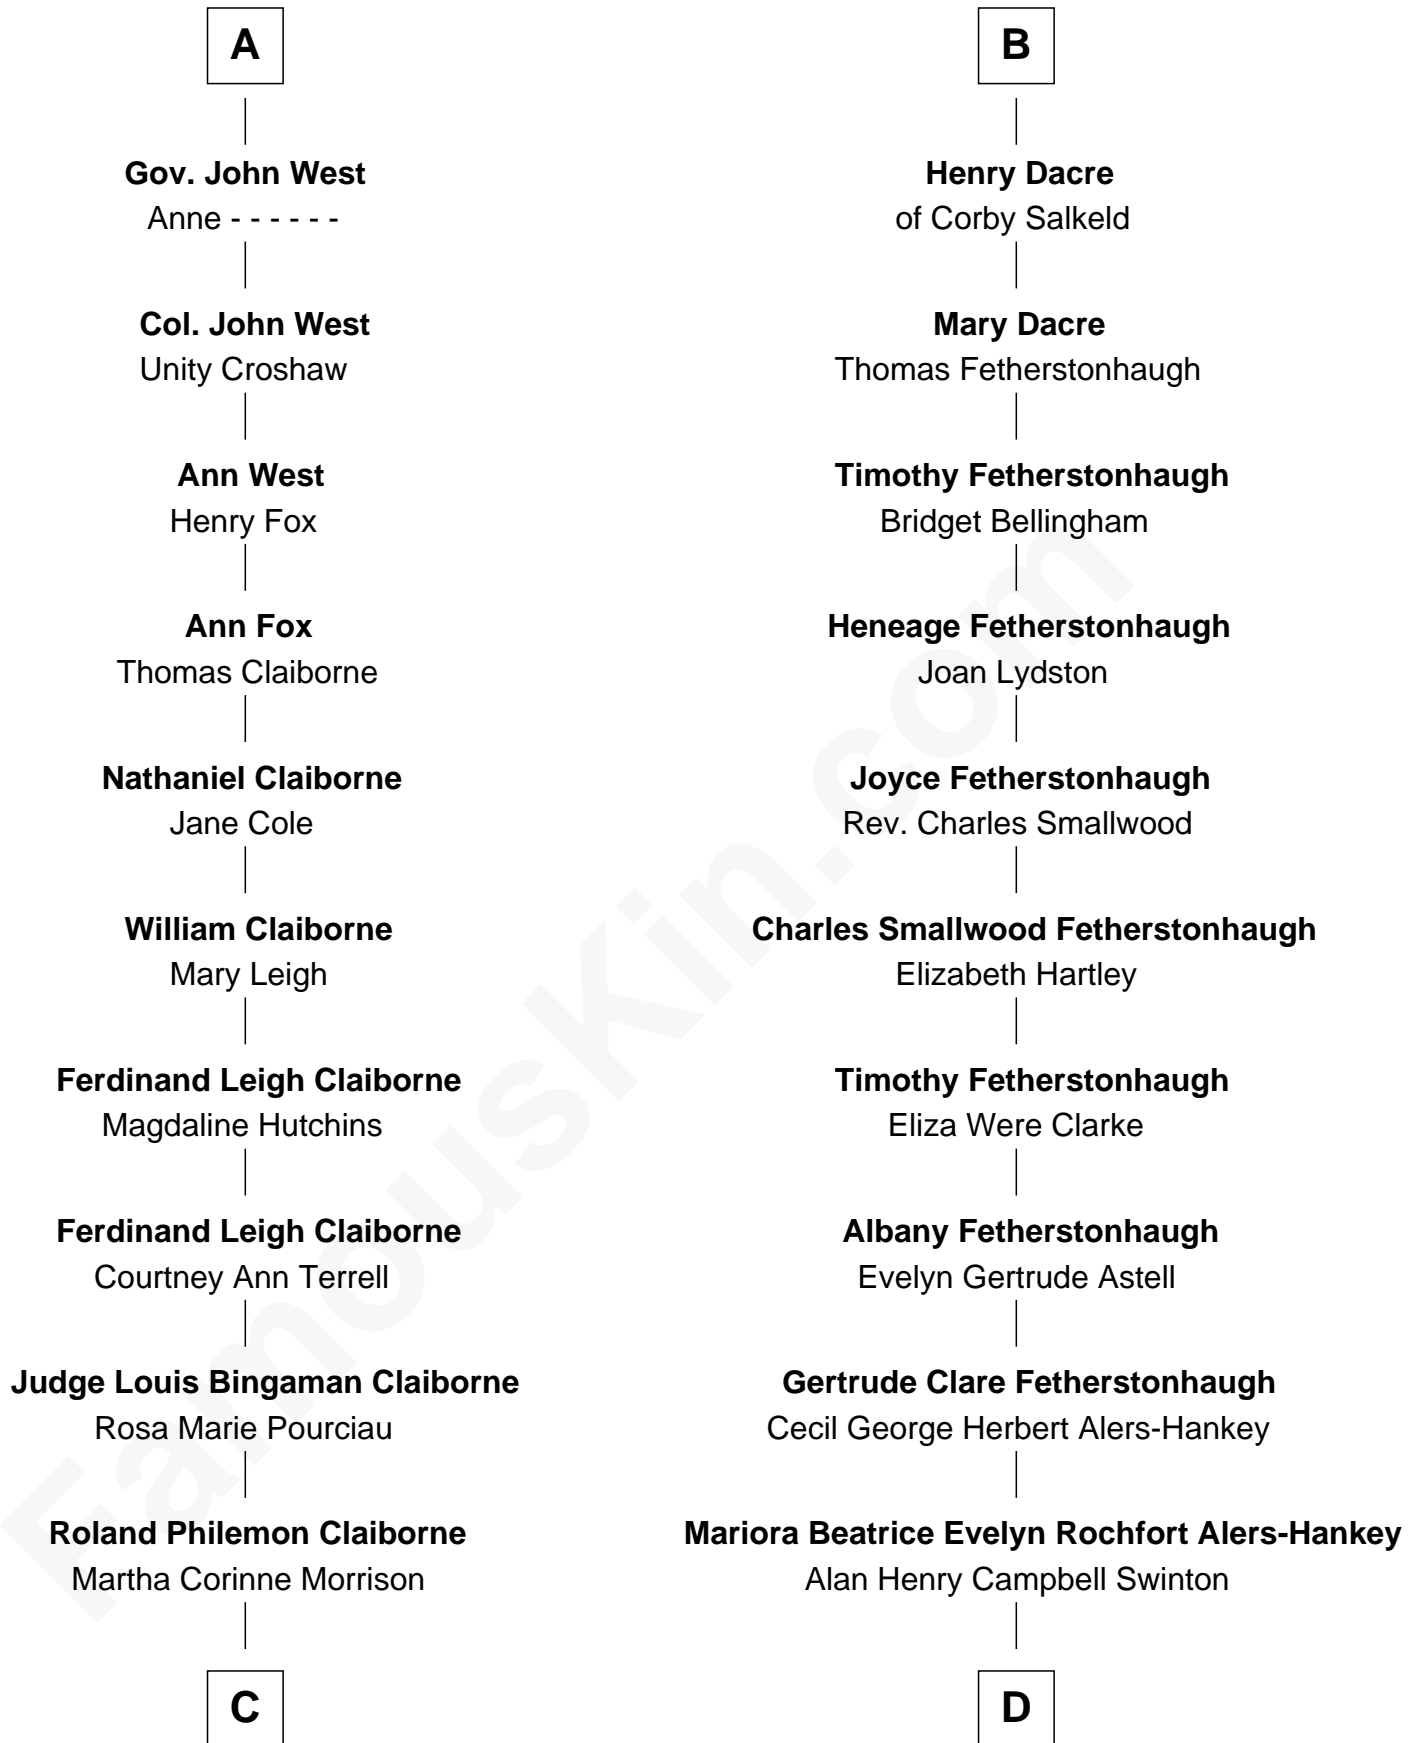 A
Gov. John West
Anne - - - - - -
Col. John West
Unity Croshaw
Ann West
Henry Fox
Ann Fox
Thomas Claiborne
Nathaniel Claiborne
Jane Cole
William Claiborne
Mary Leigh
Ferdinand Leigh Claiborne
Magdaline Hutchins
Ferdinand Leigh Claiborne
Courtney Ann Terrell
Judge Louis Bingaman Claiborne
Rosa Marie Pourciau
Roland Philemon Claiborne
Martha Corinne Morrison
C
B
Henry Dacre
of Corby Salkeld
Mary Dacre
Thomas Fetherstonhaugh
Timothy Fetherstonhaugh
Bridget Bellingham
Heneage Fetherstonhaugh
Joan Lydston
Joyce Fetherstonhaugh
Rev. Charles Smallwood
Charles Smallwood Fetherstonhaugh
Elizabeth Hartley
Timothy Fetherstonhaugh
Eliza Were Clarke
Albany Fetherstonhaugh
Evelyn Gertrude Astell
Gertrude Clare Fetherstonhaugh
Cecil George Herbert Alers-Hankey
Mariora Beatrice Evelyn Rochfort Alers-Hankey
Alan Henry Campbell Swinton
D
FamousKin.com